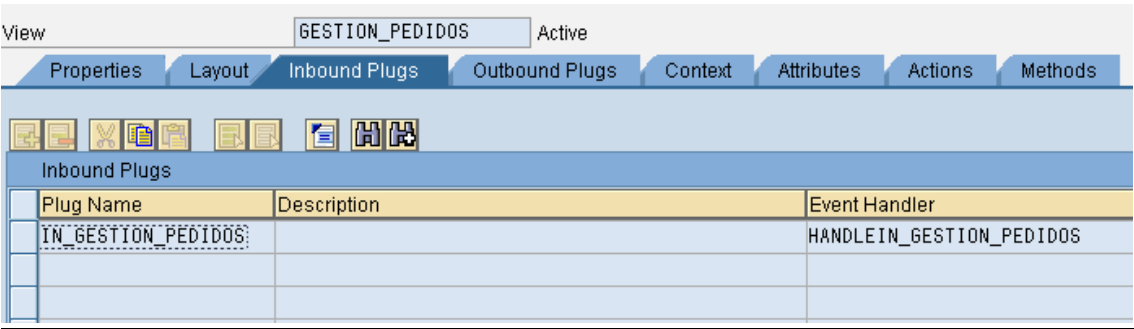 View GESTION_PEDIDOS Active
Properties Layout Inbound Plugs Outbound Plugs Context Attributes Actions Methods
Inbound Plugs
Plug Name Description Event Handler
IN_GESTION_PEDIDOS HANDLEIN_GESTION_PEDIDOS